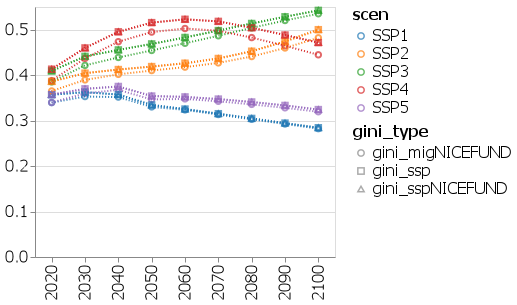 0.5
0.4
0.3
0.2
0.1
0.0
2020
2030
2040
2050
2060
2070
2080
2090
2100
scen
SSP1
SSP2
SSP3
SSP4
SSP5
gini_type
gini_migNICEFUND
gini_ssp
gini_sspNICEFUND